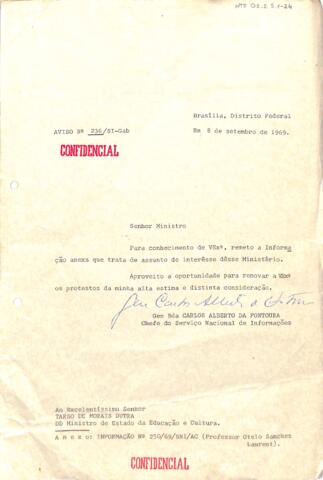 Brasília, Distrito Federal
AVISO Nº 236/SI-Gab
Em 8 de setembro de 1969.
CONFIDENCIAL
Senhor Ministro
Para conhecimento de VExª, remeto a Informa
ção anexa que trata de assunto de interêsse dêsse Ministério.
Aproveito a oportunidade para renovar a VExª
os protestos da minha alta estima e distinta consideração.
Gen Bda CARLOS ALBERTO DA FONTOURA
Chefe do Serviço Nacional de Informações
Ao Excelentíssimo Senhor
TARSO DE MORAIS DUTRA
DD Ministro de Estado da Educação e Cultura.
Anexo: INFORMAÇÃO Nº 250/69/SNI/AC (Professor Otelo Sanches
Laurent).
CONFIDENCIAL